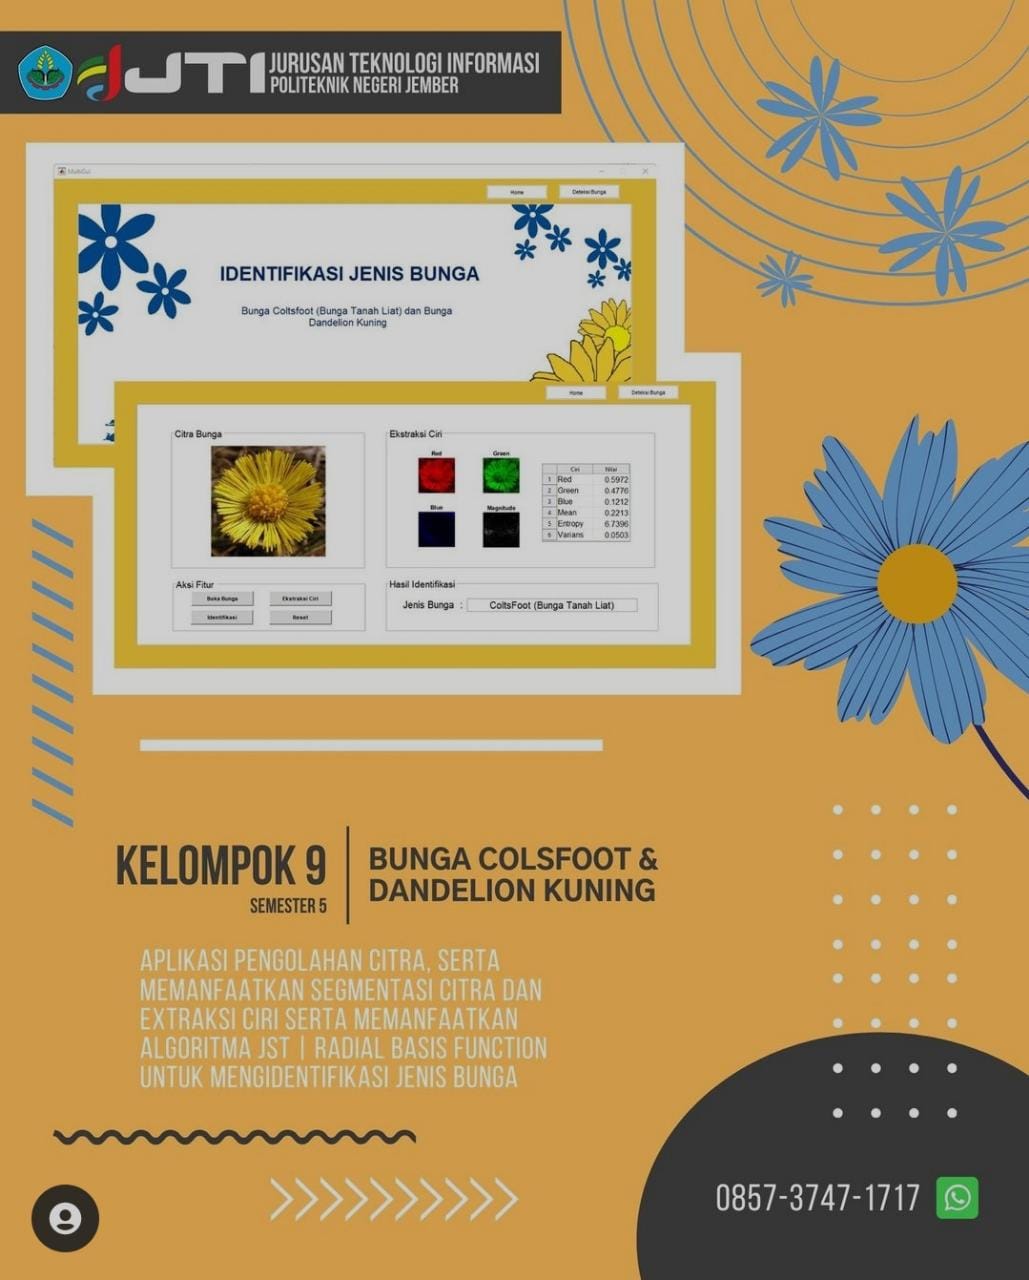 JTI
JURUSAN TEKNOLOGI INFORMASI
POLITEKNIK NEGERI JEMBER
Home
Deteksi Bunga
IDENTIFIKASI JENIS BUNGA
Bunga Coltsfoot (Bunga Tanah Liat) dan Bunga
Dandelion Kuning
Home
Deteksi Bunga
Citra Bunga
Ekstraksi Ciri
Red
Green
Blue
Magnitude
Ciri Nilai
1 Red 0.5972
2 Green 0.4776
3 Blue 0.1212
4 Mean 0.2213
5 Entropy 6.7396
6 Varians 0.0503
Aksi Fitur
Buka Bunga
Ekstraksi Ciri
Identifikasi
Reset
Hasil Identifikasi
Jenis Bunga : ColtsFoot (Bunga Tanah Liat)
KELOMPOK 9
SEMESTER 5
BUNGA COLSFOOT &
DANDELION KUNING
APLIKASI PENGOLAHAN CITRA, SERTA
MEMANFAATKAN SEGMENTASI CITRA DAN
EXTRAKSI CIRI SERTA MEMANFAATKAN
ALGORITMA JST | RADIAL BASIS FUNCTION
UNTUK MENGIDENTIFIKASI JENIS BUNGA
0857-3747-1717